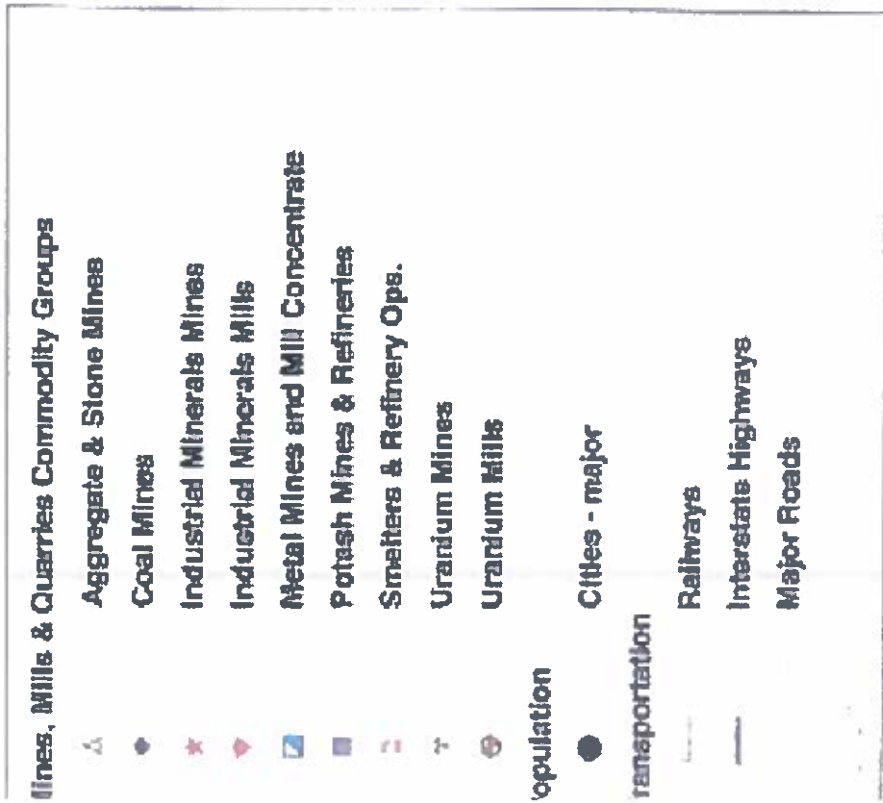 lines, Mills & Quarries Commodity Groups
Aggregate & Stone Mines
Coal Mines
Industrial Minerals Mines
Industrial Minerals Mills
Metal Mines and Mill Concentrate
Potash Mines & Refineries
Smelters & Refinery Ops.
Uranium Mines
Uranium Mills
opulation
Cities - major
ransportation
Railways
Interstate Highways
Major Roads